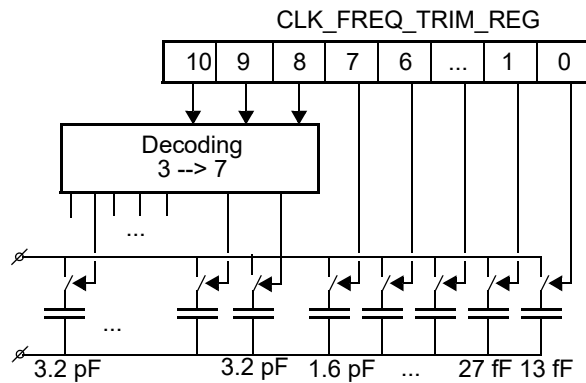 CLK_FREQ_TRIM_REG
10 9 8 7 6 ... 1 0
Decoding
3 --> 7
...
...
3.2 pF 3.2 pF 1.6 pF ... 27 fF 13 fF